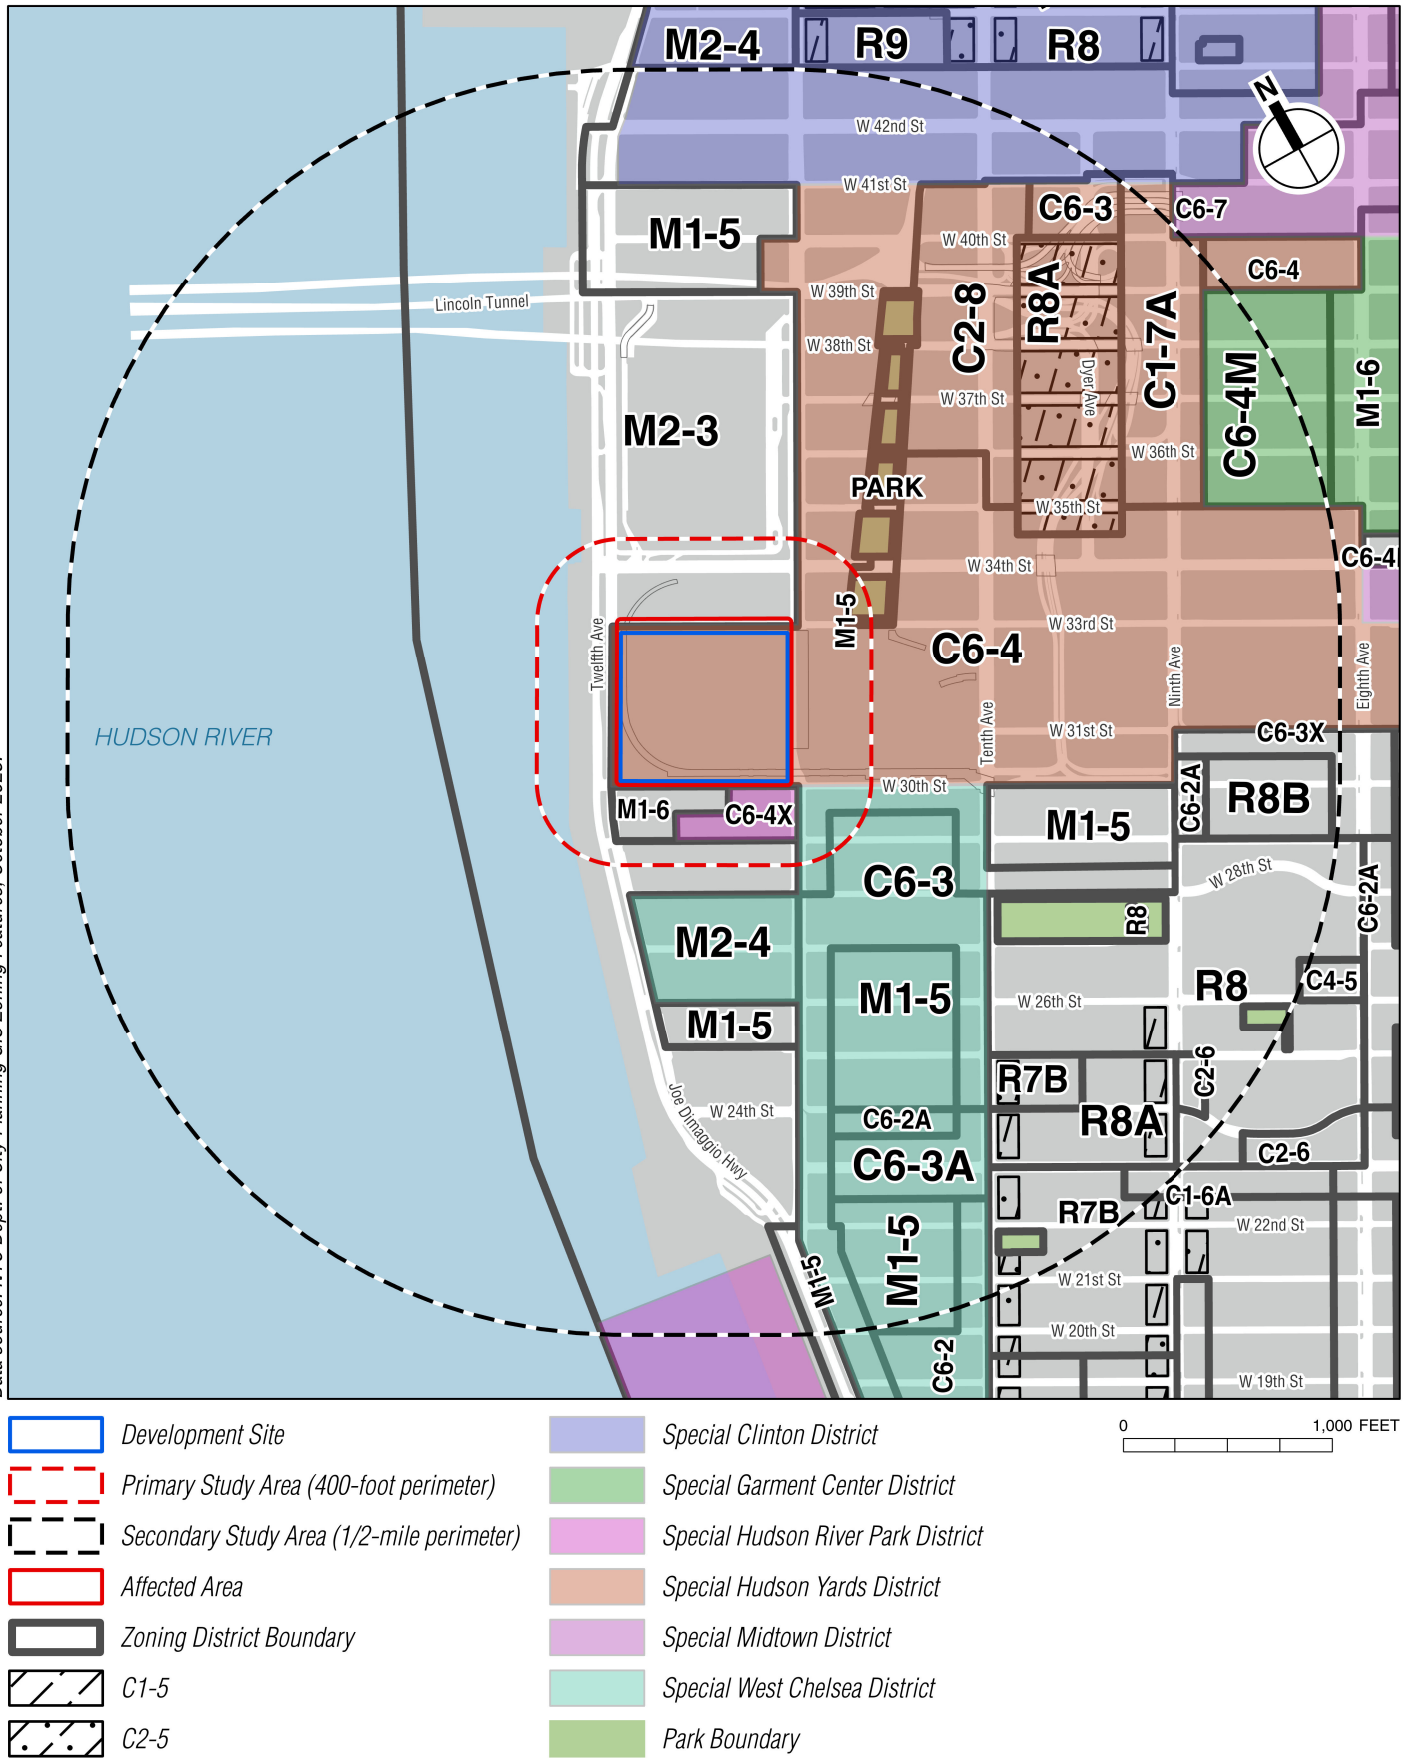 M2-4
R9
R8
N
W 42nd St
W 41st St
C6-3
C6-7
M1-5
W 40th St
C6-4
W 39th St
C2-8
R8A
C1-7A
Lincoln Tunnel
W 38th St
C6-4M
M1-6
Dyer Ave
W 37th St
M2-3
W 36th St
PARK
W 35th St
W 34th St
M1-5
W 33rd St
Twelfth Ave
C6-4
Ninth Ave
Eighth Ave
HUDSON RIVER
Tenth Ave
W 31st St
C6-3X
W 30th St
C6-2A
R8B
M1-6
C6-4X
M1-5
W 28th St
C6-3
C6-2A
R8
M2-4
M1-5
R8
C4-5
W 26th St
M1-5
R7B
C2-6
Joe Dimaggio Hwy
W 24th St
C6-2A
R8A
C2-6
C6-3A
C1-6A
R7B
W 22nd St
M1-5
M1-5
W 21st St
W 20th St
C6-2
W 19th St
Development Site
Primary Study Area (400-foot perimeter)
Secondary Study Area (1/2-mile perimeter)
Affected Area
Zoning District Boundary
C1-5
C2-5
Special Clinton District
Special Garment Center District
Special Hudson River Park District
Special Hudson Yards District
Special Midtown District
Special West Chelsea District
Park Boundary
0 1,000 FEET